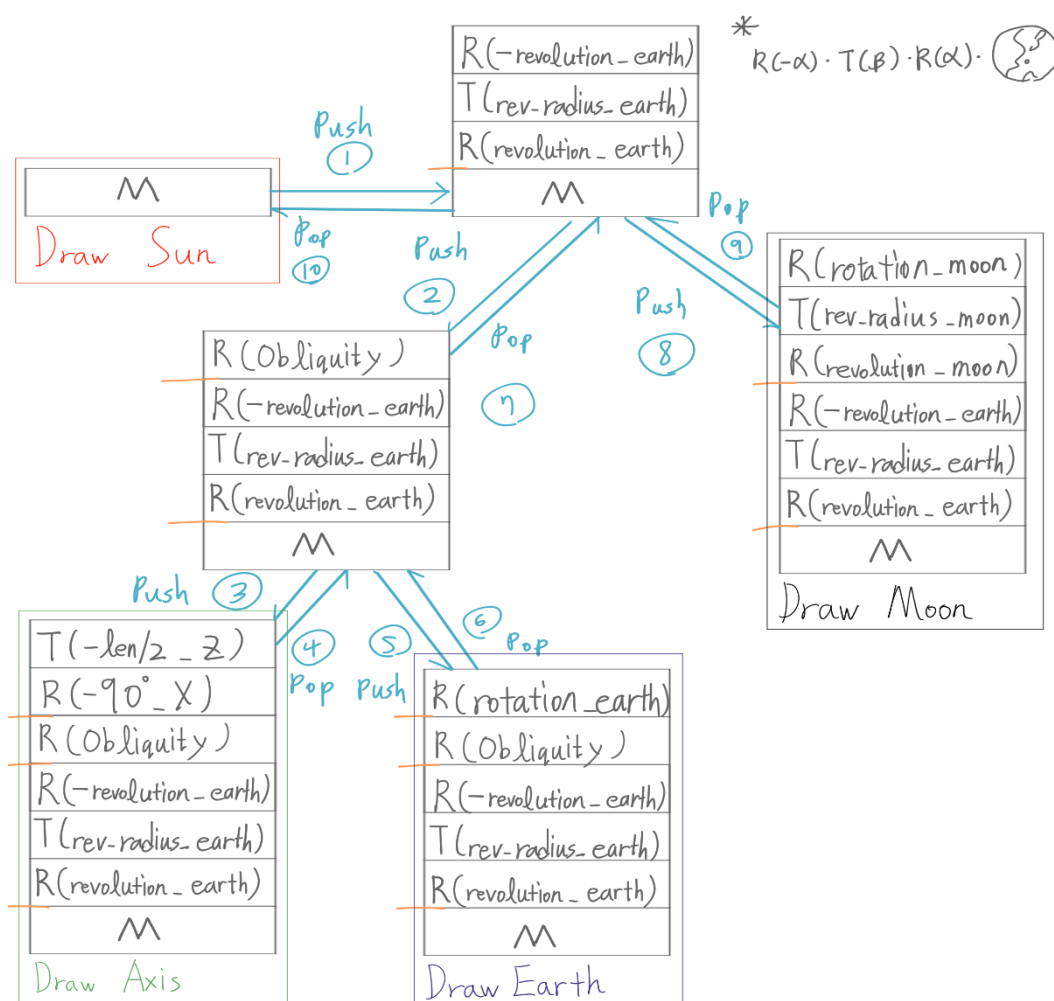 R(-revolution_earth)
T(rev-radius_earth)
R(revolution_earth)
M
*
R(-α) · T(β) · R(α) ·
Push
①
M
Draw Sun
Pop
⑩
Push
②
Pop
⑦
Pop
⑨
Push
⑧
R(Obliquity)
R(-revolution_earth)
T(rev-radius_earth)
R(revolution_earth)
M
R(rotation_moon)
T(rev-radius_moon)
R(revolution_moon)
R(-revolution_earth)
T(rev-radius_earth)
R(revolution_earth)
M
Draw Moon
Push ③
④
Pop
⑤
Push
⑥
Pop
T(-len/2_Z)
R(-90°_X)
R(Obliquity)
R(-revolution_earth)
T(rev-radius_earth)
R(revolution_earth)
M
Draw Axis
R(rotation_earth)
R(Obliquity)
R(-revolution_earth)
T(rev-radius_earth)
R(revolution_earth)
M
Draw Earth